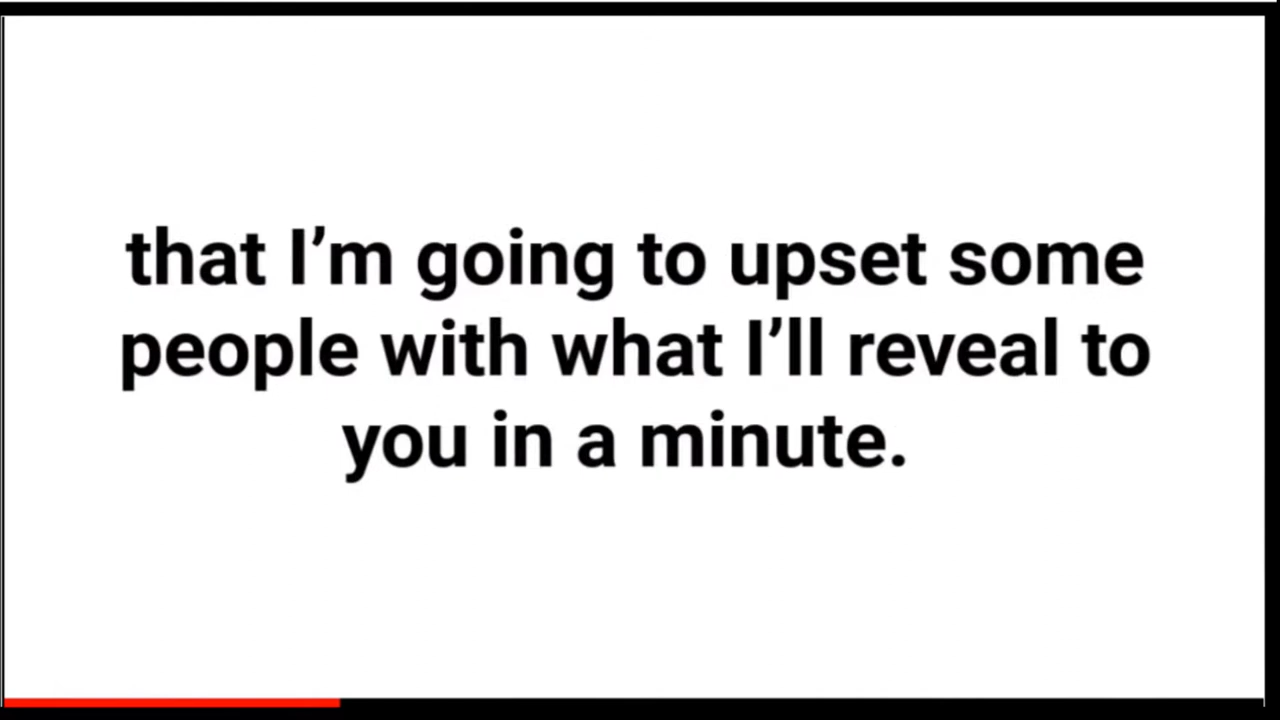 that I’m going to upset some
people with what I’ll reveal to
you in a minute.